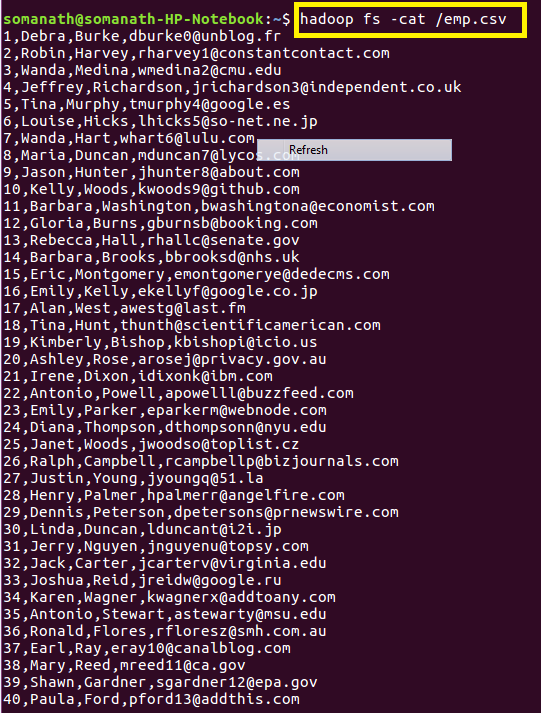 somanath@somanath-HP-Notebook:~$ hadoop fs -cat /emp.csv
1,Debra,Burke,dburke0@unblog.fr
2,Robin,Harvey,rharvey1@constantcontact.com
3,Wanda,Medina,wmedina2@cmu.edu
4,Jeffrey,Richardson,jrichardson3@independent.co.uk
5,Tina,Murphy,tmurphy4@google.es
6,Louise,Hicks,lhicks5@so-net.ne.jp
7,Wanda,Hart,whart6@lulu.com
Refresh
8,Maria,Duncan,mduncan7@lycos.com
9,Jason,Hunter,jhunter8@about.com
10,Kelly,Woods,kwoods9@github.com
11,Barbara,Washington,bwashingtona@economist.com
12,Gloria,Burns,gburnsb@booking.com
13,Rebecca,Hall,rhallc@senate.gov
14,Barbara,Brooks,bbrooksd@nhs.uk
15,Eric,Montgomery,emontgomerye@dedecms.com
16,Emily,Kelly,ekellyf@google.co.jp
17,Alan,West,awestg@last.fm
18,Tina,Hunt,thunth@scientificamerican.com
19,Kimberly,Bishop,kbishopi@icio.us
20,Ashley,Rose,arosej@privacy.gov.au
21,Irene,Dixon,idixonk@ibm.com
22,Antonio,Powell,apowelll@buzzfeed.com
23,Emily,Parker,eparkerm@webnode.com
24,Diana,Thompson,dthompsonn@nyu.edu
25,Janet,Woods,jwoodso@toplist.cz
26,Ralph,Campbell,rcampbellp@bizjournals.com
27,Justin,Young,jyoungq@51.la
28,Henry,Palmer,hpalmerr@angelfire.com
29,Dennis,Peterson,dpetersons@prnewswire.com
30,Linda,Duncan,lduncant@i2i.jp
31,Jerry,Nguyen,jnguyenu@topsy.com
32,Jack,Carter,jcarterv@virginia.edu
33,Joshua,Reid,jreidw@google.ru
34,Karen,Wagner,kwagnerx@addtoany.com
35,Antonio,Stewart,astewarty@msu.edu
36,Ronald,Flores,rfloresz@smh.com.au
37,Earl,Ray,eray10@canalblog.com
38,Mary,Reed,mreed11@ca.gov
39,Shawn,Gardner,sgardner12@epa.gov
40,Paula,Ford,pford13@addthis.com